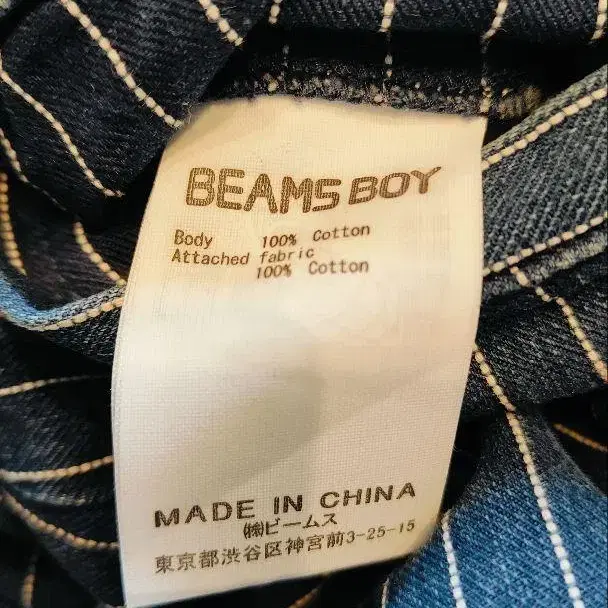 BEAMS BOY
Body 100% Cotton
Attached fabric
100% Cotton
MADE IN CHINA
㈱ビームス
東京都渋谷区神宮前3-25-15